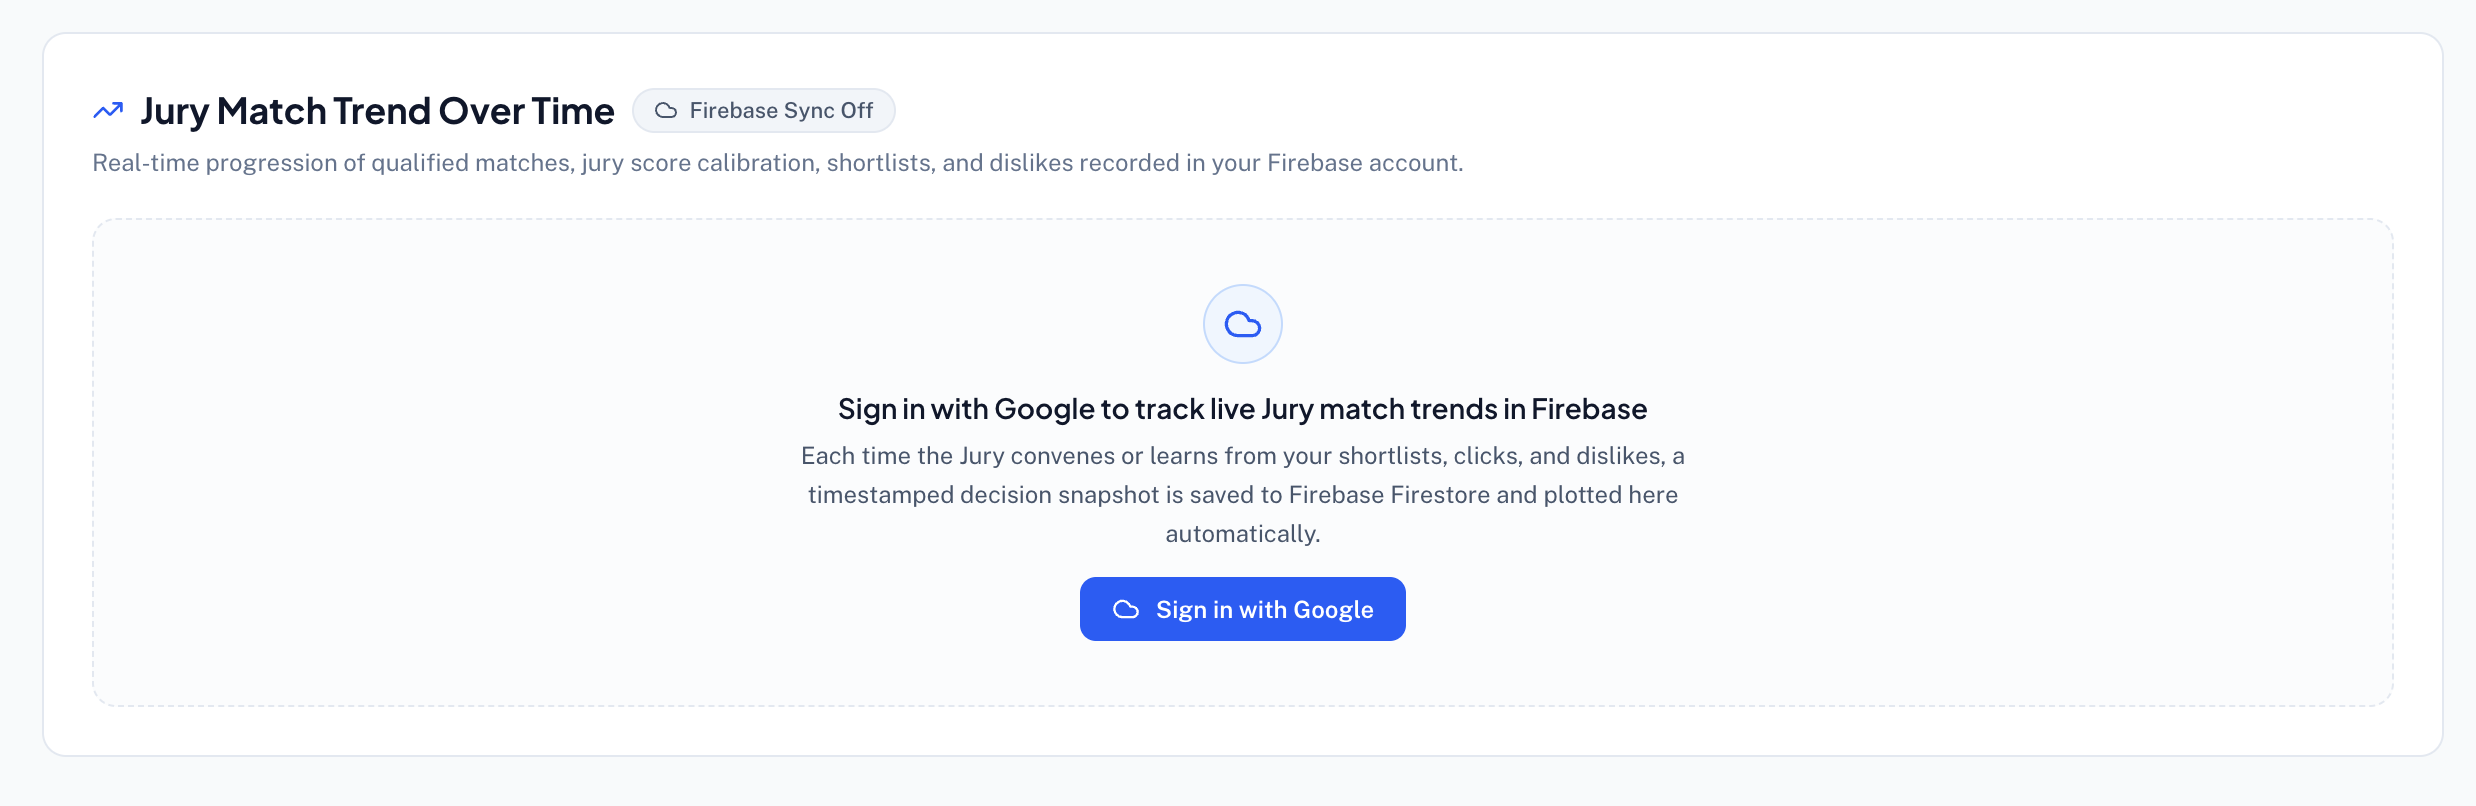 Jury Match Trend Over Time
Firebase Sync Off
Real-time progression of qualified matches, jury score calibration, shortlists, and dislikes recorded in your Firebase account.
Sign in with Google to track live Jury match trends in Firebase
Each time the Jury convenes or learns from your shortlists, clicks, and dislikes, a
timestamped decision snapshot is saved to Firebase Firestore and plotted here
automatically.
Sign in with Google